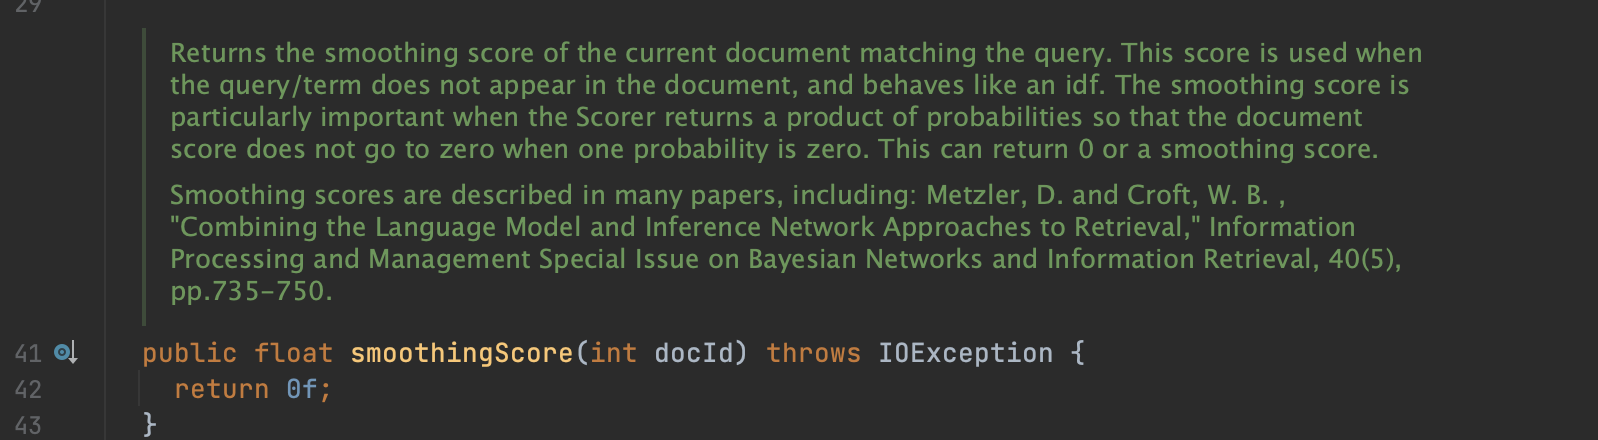 29
Returns the smoothing score of the current document matching the query. This score is used when
the query/term does not appear in the document, and behaves like an idf. The smoothing score is
particularly important when the Scorer returns a product of probabilities so that the document
score does not go to zero when one probability is zero. This can return 0 or a smoothing score.
Smoothing scores are described in many papers, including: Metzler, D. and Croft, W. B. ,
"Combining the Language Model and Inference Network Approaches to Retrieval," Information
Processing and Management Special Issue on Bayesian Networks and Information Retrieval, 40(5),
pp.735-750.
41 public float smoothingScore(int docId) throws IOException {
42 return 0f;
43 }